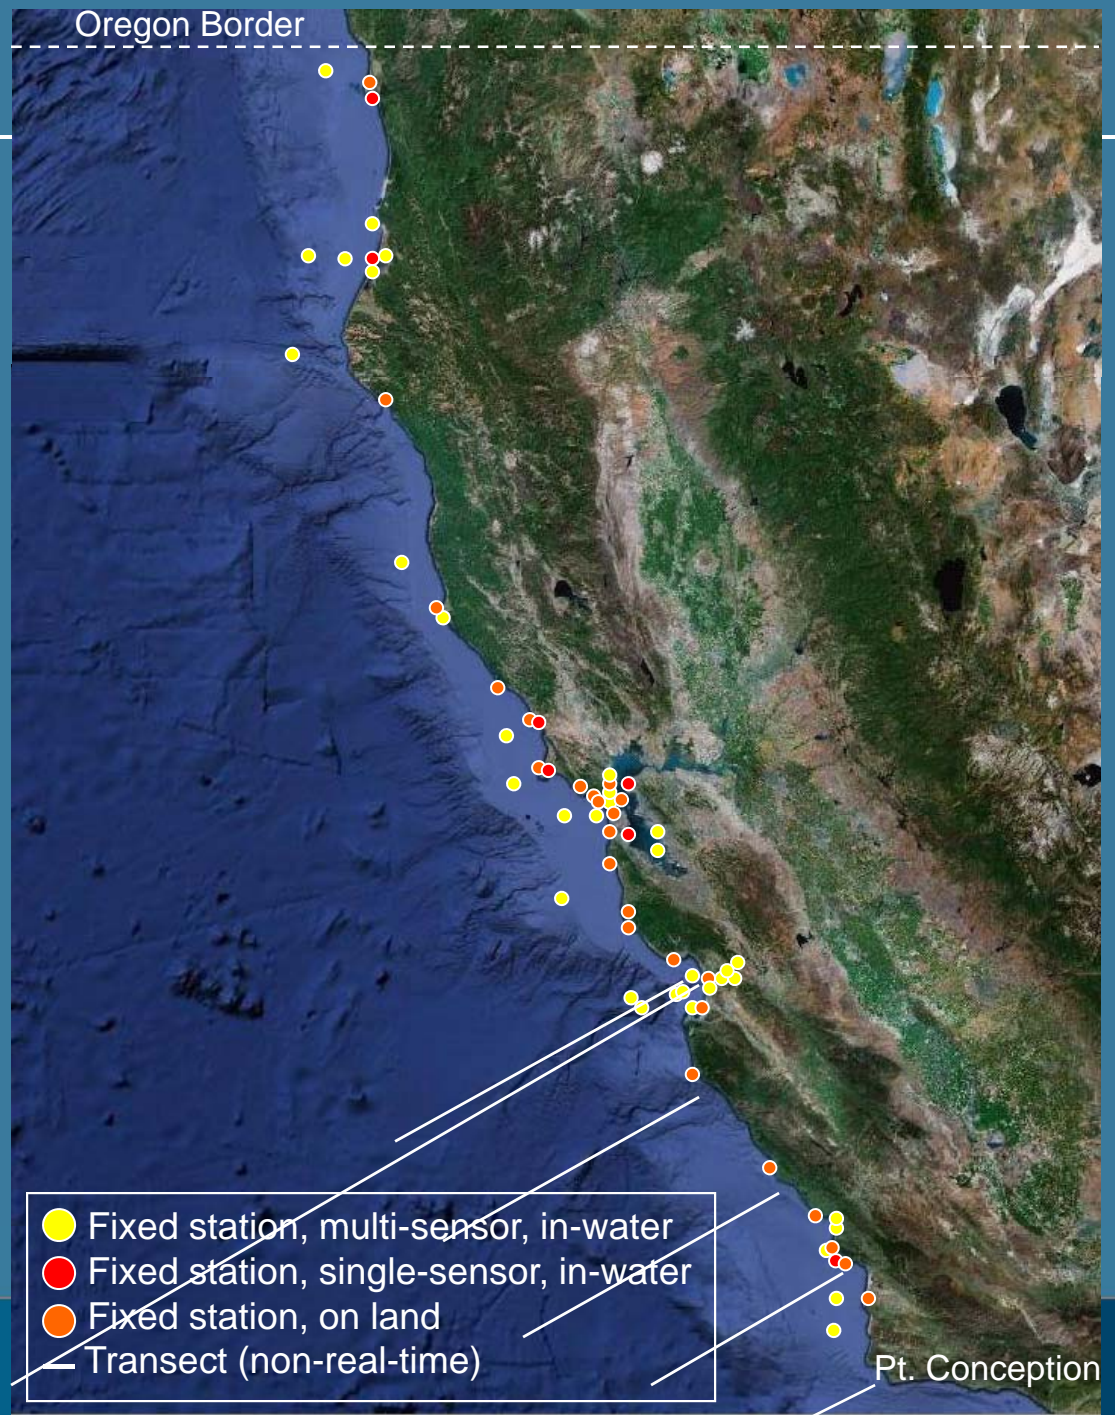 Oregon Border
Fixed station, multi-sensor, in-water
Fixed station, single-sensor, in-water
Fixed station, on land
Transect (non-real-time)
Pt. Conception